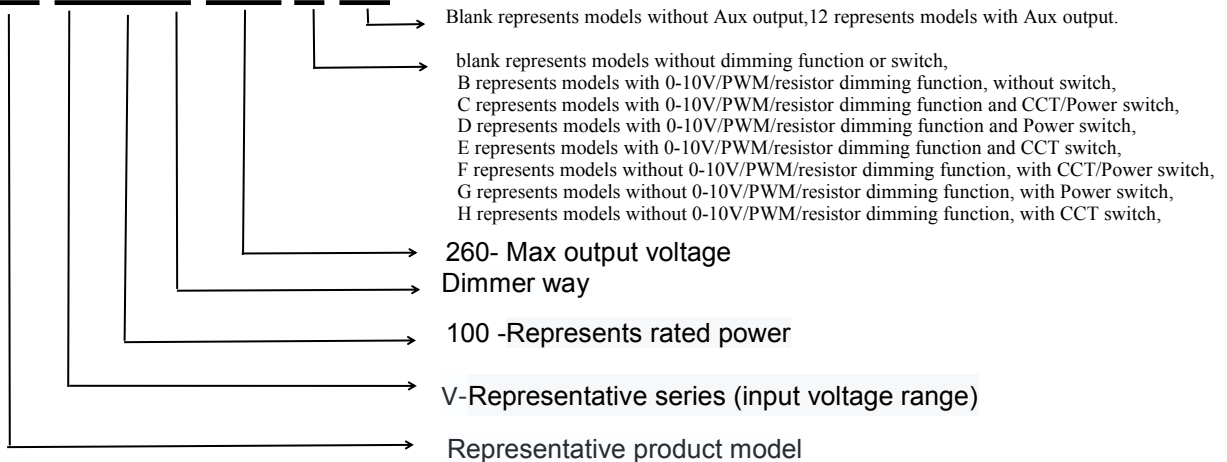 Blank represents models without Aux output,12 represents models with Aux output.
blank represents models without dimming function or switch,
B represents models with 0-10V/PWM/resistor dimming function, without switch,
C represents models with 0-10V/PWM/resistor dimming function and CCT/Power switch,
D represents models with 0-10V/PWM/resistor dimming function and Power switch,
E represents models with 0-10V/PWM/resistor dimming function and CCT switch,
F represents models without 0-10V/PWM/resistor dimming function, with CCT/Power switch,
G represents models without 0-10V/PWM/resistor dimming function, with Power switch,
H represents models without 0-10V/PWM/resistor dimming function, with CCT switch,
260- Max output voltage
Dimmer way
100 -Represents rated power
V-Representative series (input voltage range)
Representative product model